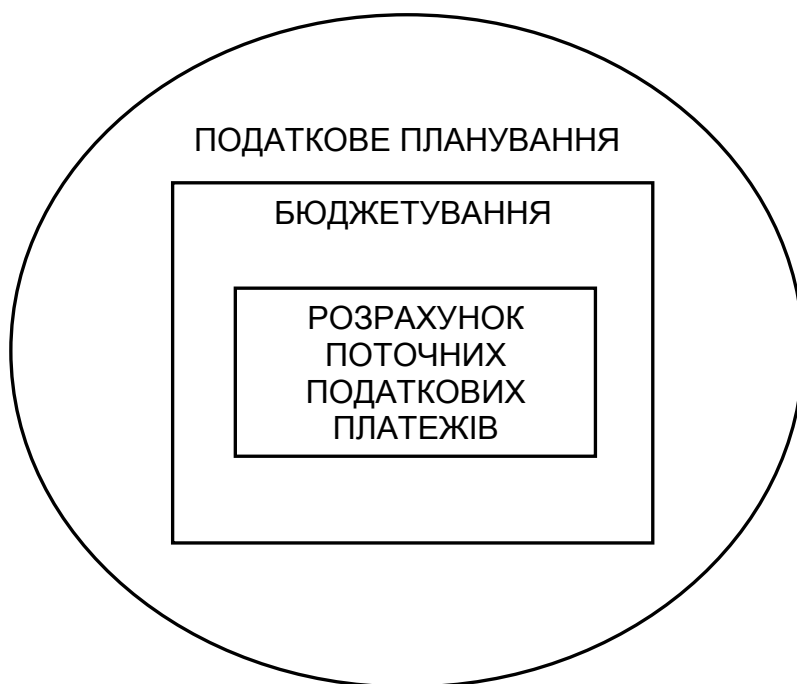 ПОДАТКОВЕ ПЛАНУВАННЯ
БЮДЖЕТУВАННЯ
РОЗРАХУНОК
ПОТОЧНИХ
ПОДАТКОВИХ
ПЛАТЕЖІВ